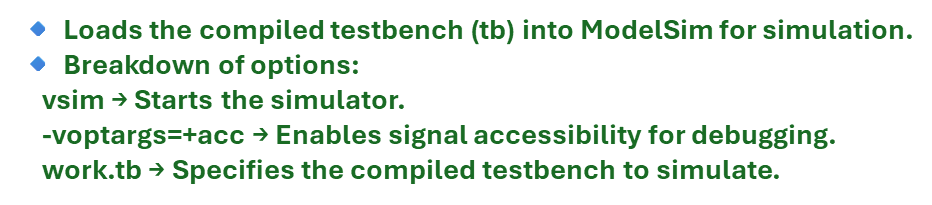 🔹 Loads the compiled testbench (tb) into ModelSim for simulation.
🔹 Breakdown of options:
vsim → Starts the simulator.
-voptargs=+acc → Enables signal accessibility for debugging.
work.tb → Specifies the compiled testbench to simulate.